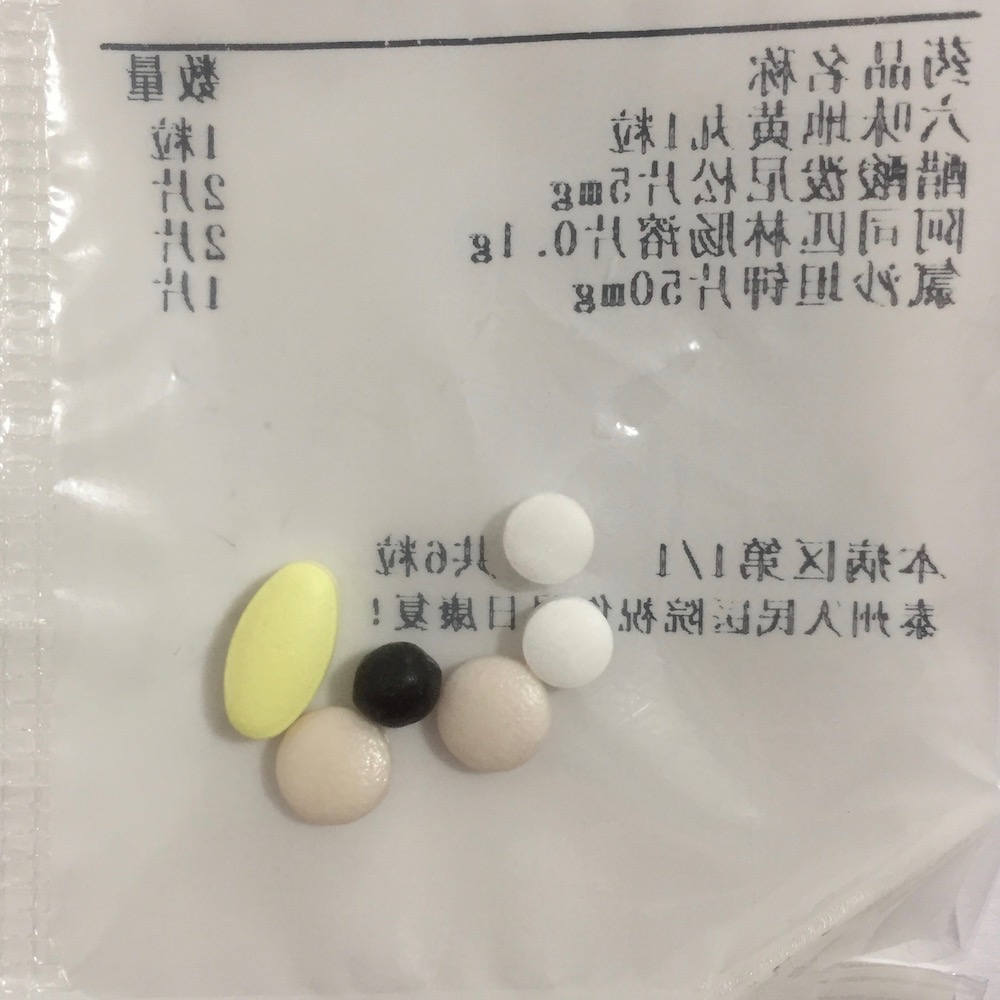 药品名称 数量
六味地黄丸1粒 1粒
醋酸泼尼松片5mg 2片
阿司匹林肠溶片0.1g 2片
氯沙坦钾片50mg 1片
本病区第1/1 共6粒
泰州人民医院祝 日康复!